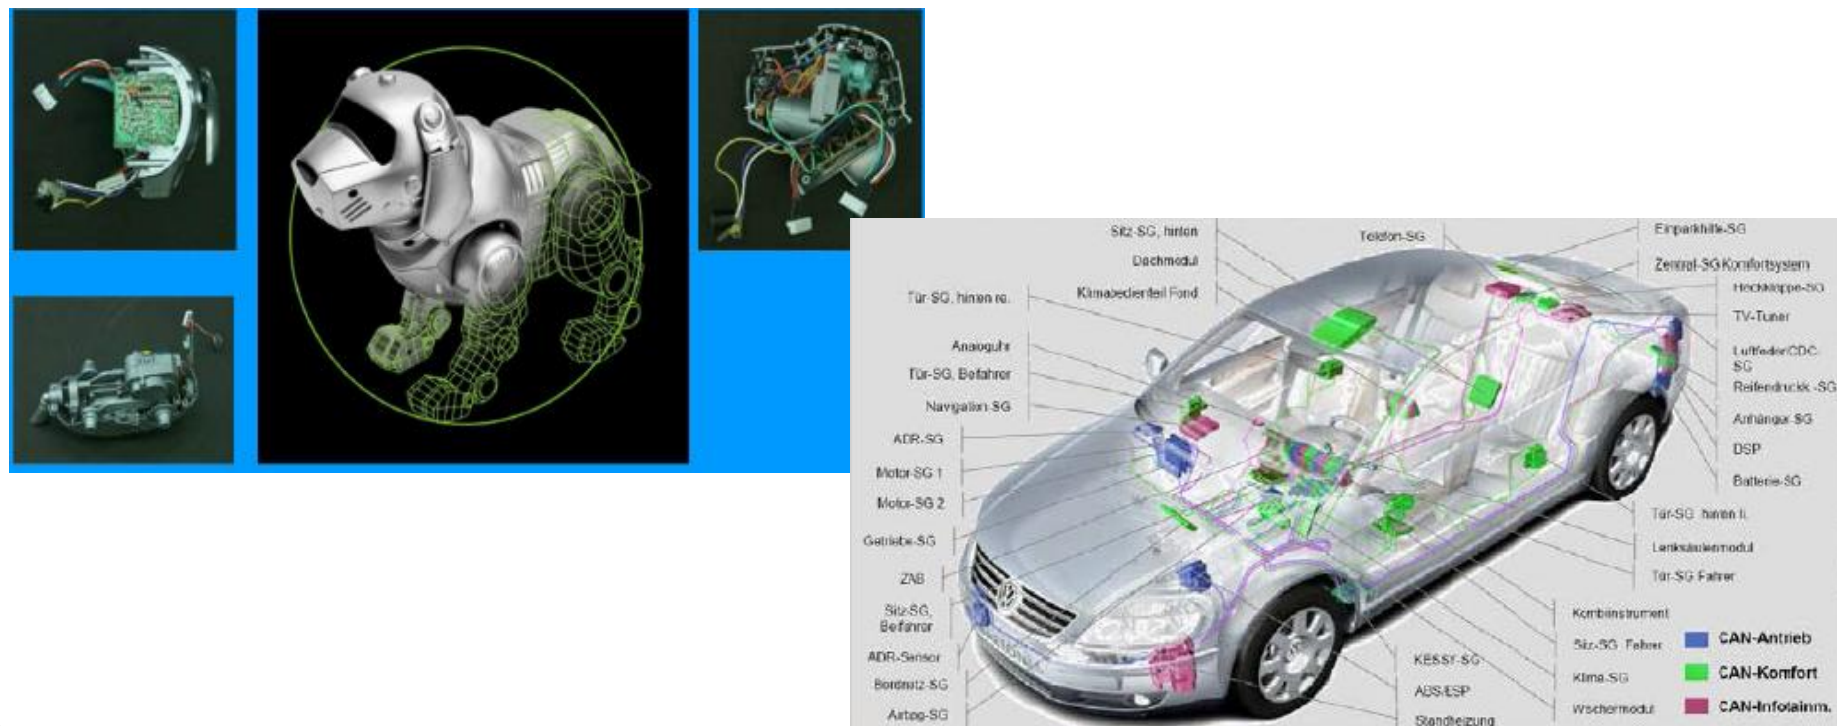 Sitz-SG, hinten
Dachmodul
Klimabedienteil Fond
Tür-SG, hinten re.
Analoguhr
Tür-SG, Beifahrer
Navigation-SG
ADR-SG
Motor-SG 1
Motor-SG 2
Getriebe-SG
ZAB
Sitz-SG,
Beifahrer
ADR-Sensor
Bordnetz-SG
Airbag-SG
Telefon-SG
Einparkhilfe-SG
Zentral-SG Komfortsystem
Heckklappe-SG
TV-Tuner
Luftfeder/CDC-
SG
Reifendruckk.-SG
Anhänger-SG
DSP
Batterie-SG
Tür-SG hinten li.
Lenksäulenmodul
Tür-SG Fahrer
Kombiinstrument
Sitz-SG Fahrer
Klima-SG
Wischermodul
KESSY-SG
ABS/ESP
Standheizung
CAN-Antrieb
CAN-Komfort
CAN-Infotainm.